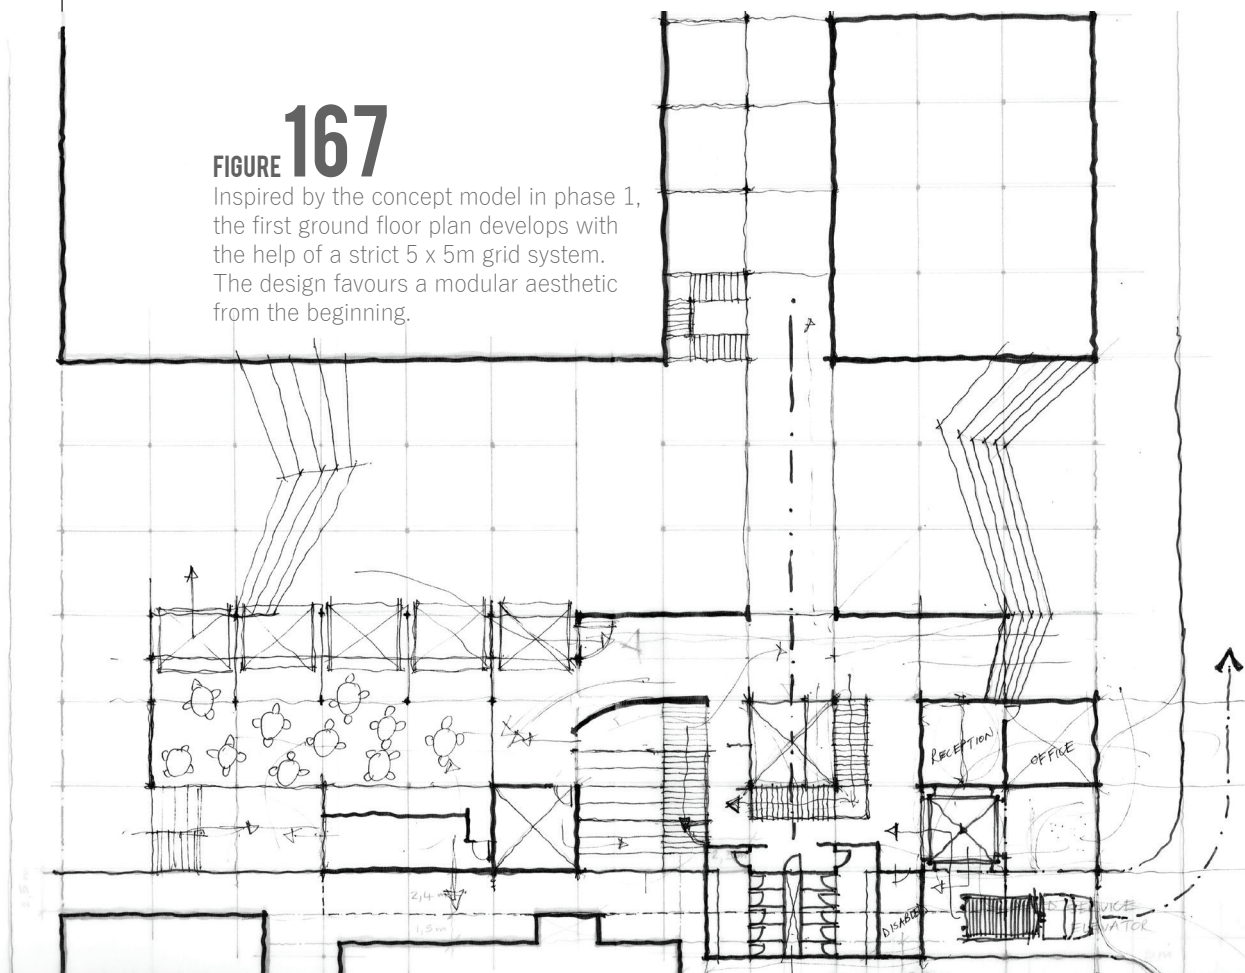 FIGURE 167
Inspired by the concept model in phase 1,
the first ground floor plan develops with
the help of a strict 5 x 5m grid system.
The design favours a modular aesthetic
from the beginning.
RECEPTION
OFFICE
2,4
1,5m
DISABLED
SERVICE
ELEVATOR